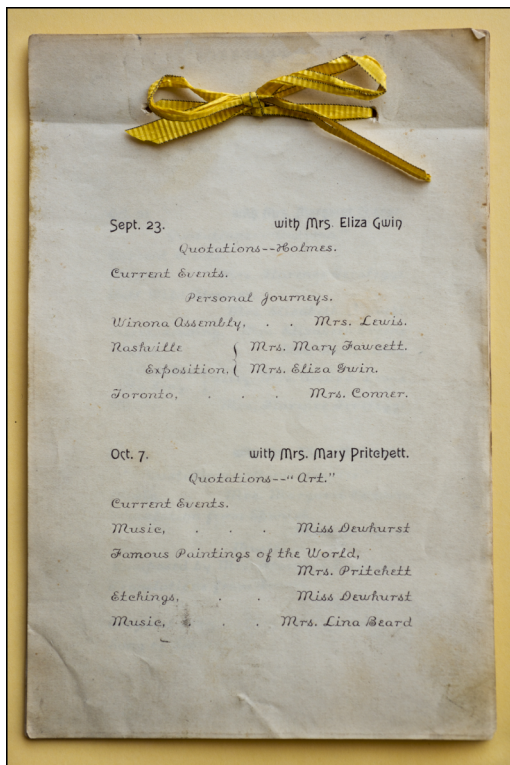 Sept. 23. with Mrs. Eliza Gwin
Quotations--Holmes.
Current Events.
Personal Journeys.
Winona Assembly, . . Mrs. Lewis.
Nashville { Mrs. Mary Fawcett.
Exposition, { Mrs. Eliza Gwin.
Toronto, . . . Mrs. Conner.
Oct. 7. with Mrs. Mary Pritchett.
Quotations--"Art."
Current Events.
Music, . . . Miss Dewhurst
Famous Paintings of the World,
Mrs. Pritchett
Etchings, . . Miss Dewhurst
Music, . . . Mrs. Lina Beard